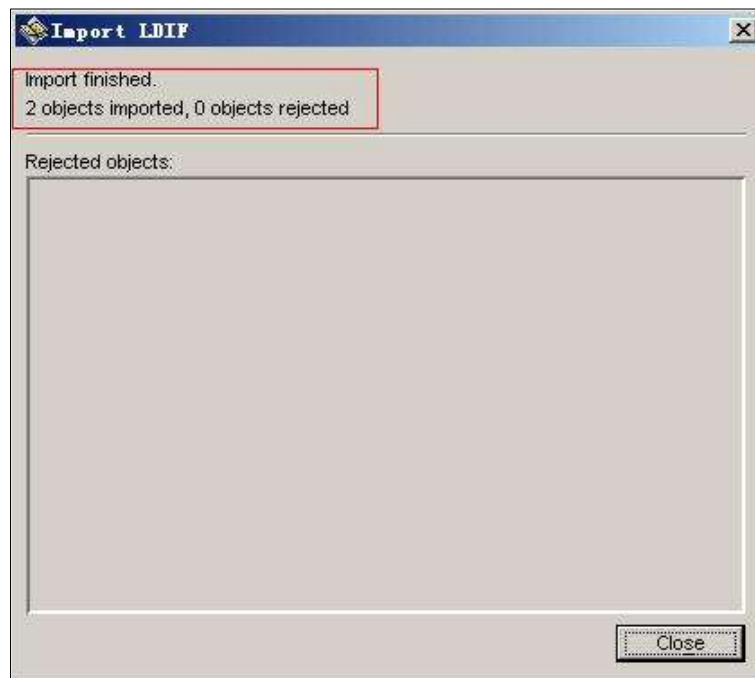 Import LDIF
Import finished.
2 objects imported, 0 objects rejected
Rejected objects:
Close